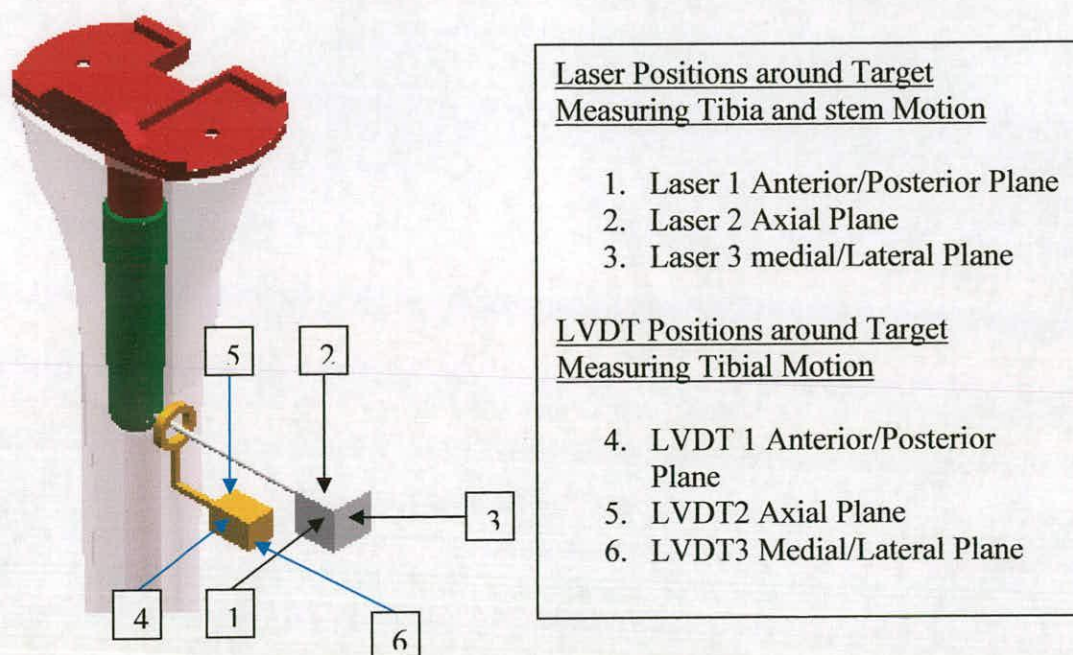 Laser Positions around Target
Measuring Tibia and stem Motion
1. Laser 1 Anterior/Posterior Plane
2. Laser 2 Axial Plane
3. Laser 3 medial/Lateral Plane
LVDT Positions around Target
Measuring Tibial Motion
4. LVDT 1 Anterior/Posterior
Plane
5. LVDT2 Axial Plane
6. LVDT3 Medial/Lateral Plane
5
2
3
4
1
6